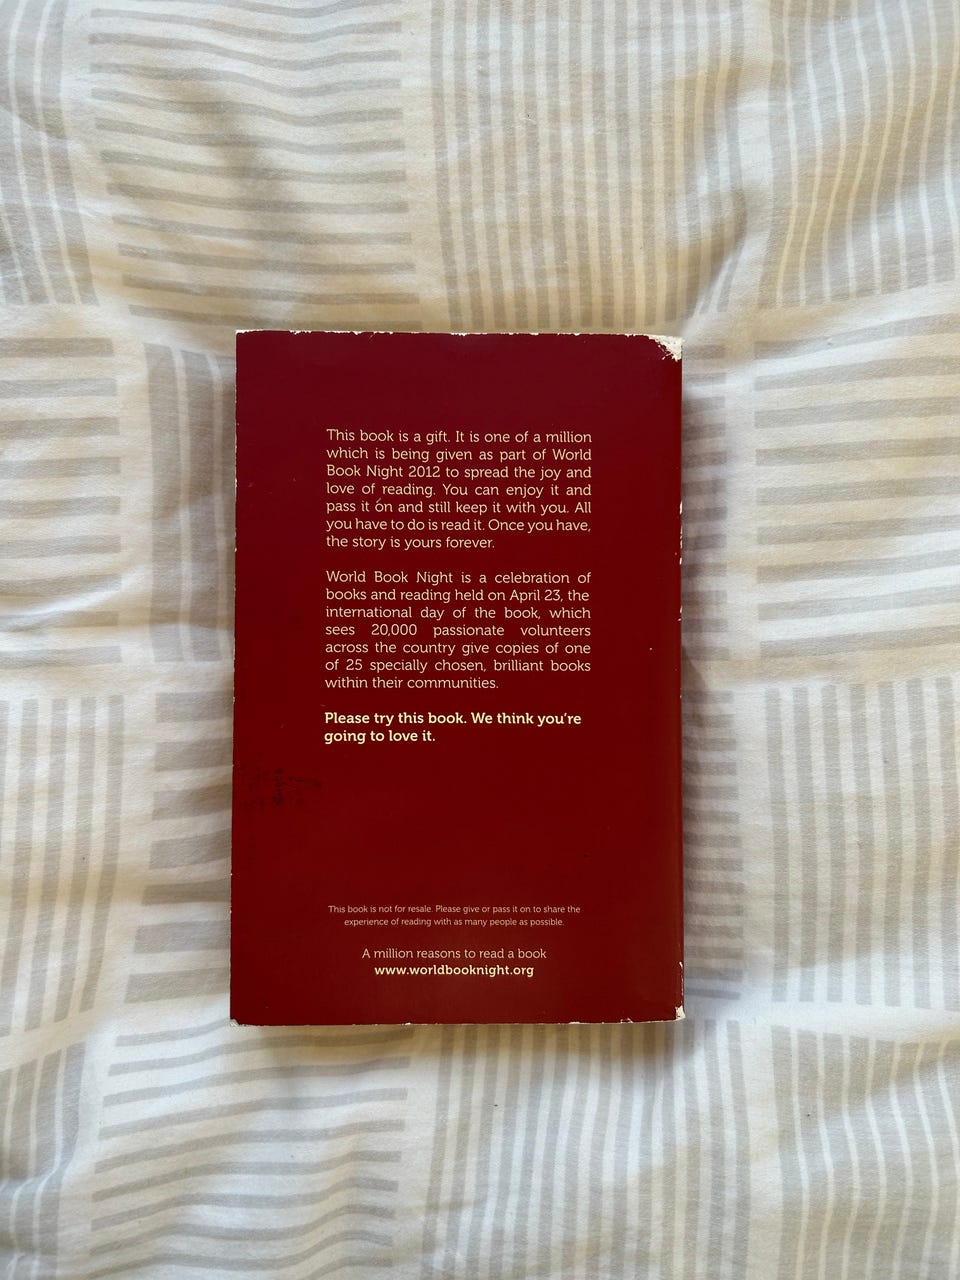 This book is a gift. It is one of a million
which is being given as part of World
Book Night 2012 to spread the joy and
love of reading. You can enjoy it and
pass it on and still keep it with you. All
you have to do is read it. Once you have,
the story is yours forever.
World Book Night is a celebration of
books and reading held on April 23, the
international day of the book, which
sees 20,000 passionate volunteers
across the country give copies of one
of 25 specially chosen, brilliant books
within their communities.
Please try this book. We think you're
going to love it.
This book is not for resale. Please give or pass it on to share the
experience of reading with as many people as possible.
A million reasons to read a book
www.worldbooknight.org